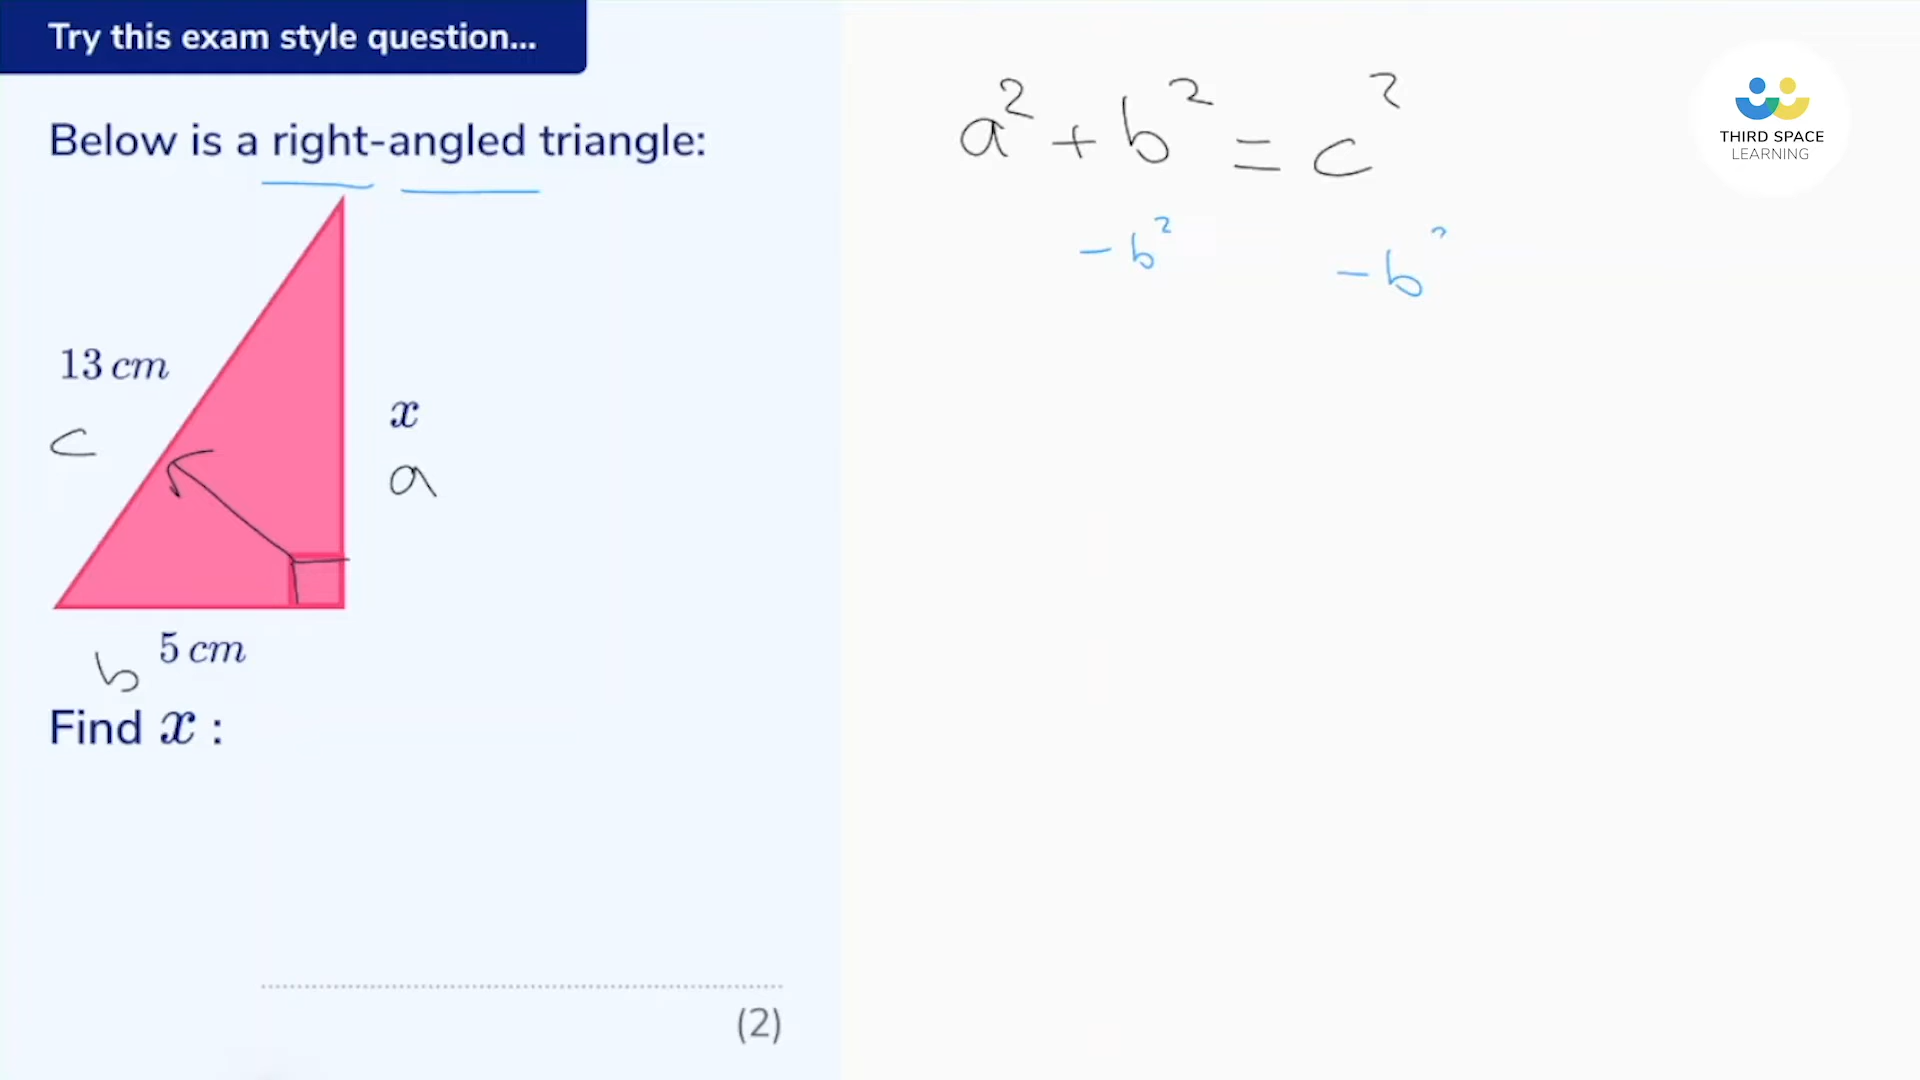 Try this exam style question...
Below is a right-angled triangle:
13 cm
c
x
a
5 cm
b
Find x :
(2)
a² + b² = c²
- b² - b²
THIRD SPACE
LEARNING